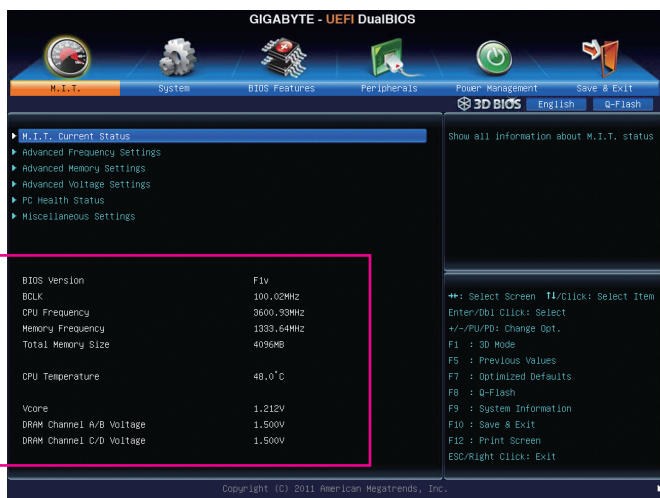 GIGABYTE - UEFI DualBIOS
M.I.T.
System
BIOS Features
Peripherals
Power Management
Save & Exit
3D BIOS
English
Q-Flash
M.I.T. Current Status
Advanced Frequency Settings
Advanced Memory Settings
Advanced Voltage Settings
PC Health Status
Miscellaneous Settings
Show all information about M.I.T. status
BIOS Version F1v
BCLK 100.02MHz
CPU Frequency 3600.93MHz
Memory Frequency 1333.64MHz
Total Memory Size 4096MB
CPU Temperature 48.0°C
Vcore 1.212V
DRAM Channel A/B Voltage 1.500V
DRAM Channel C/D Voltage 1.500V
→←: Select Screen ↑↓/Click: Select Item
Enter/Dbl Click: Select
+/-/PU/PD: Change Opt.
F1 : 3D Mode
F5 : Previous Values
F7 : Optimized Defaults
F8 : Q-Flash
F9 : System Information
F10 : Save & Exit
F12 : Print Screen
ESC/Right Click: Exit
Copyright (C) 2011 American Megatrends, Inc.